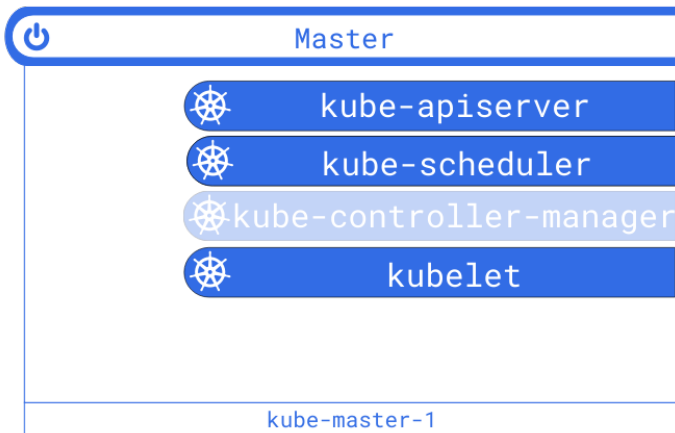 Master
kube-apiserver
kube-scheduler
kube-controller-manager
kubelet
kube-master-1